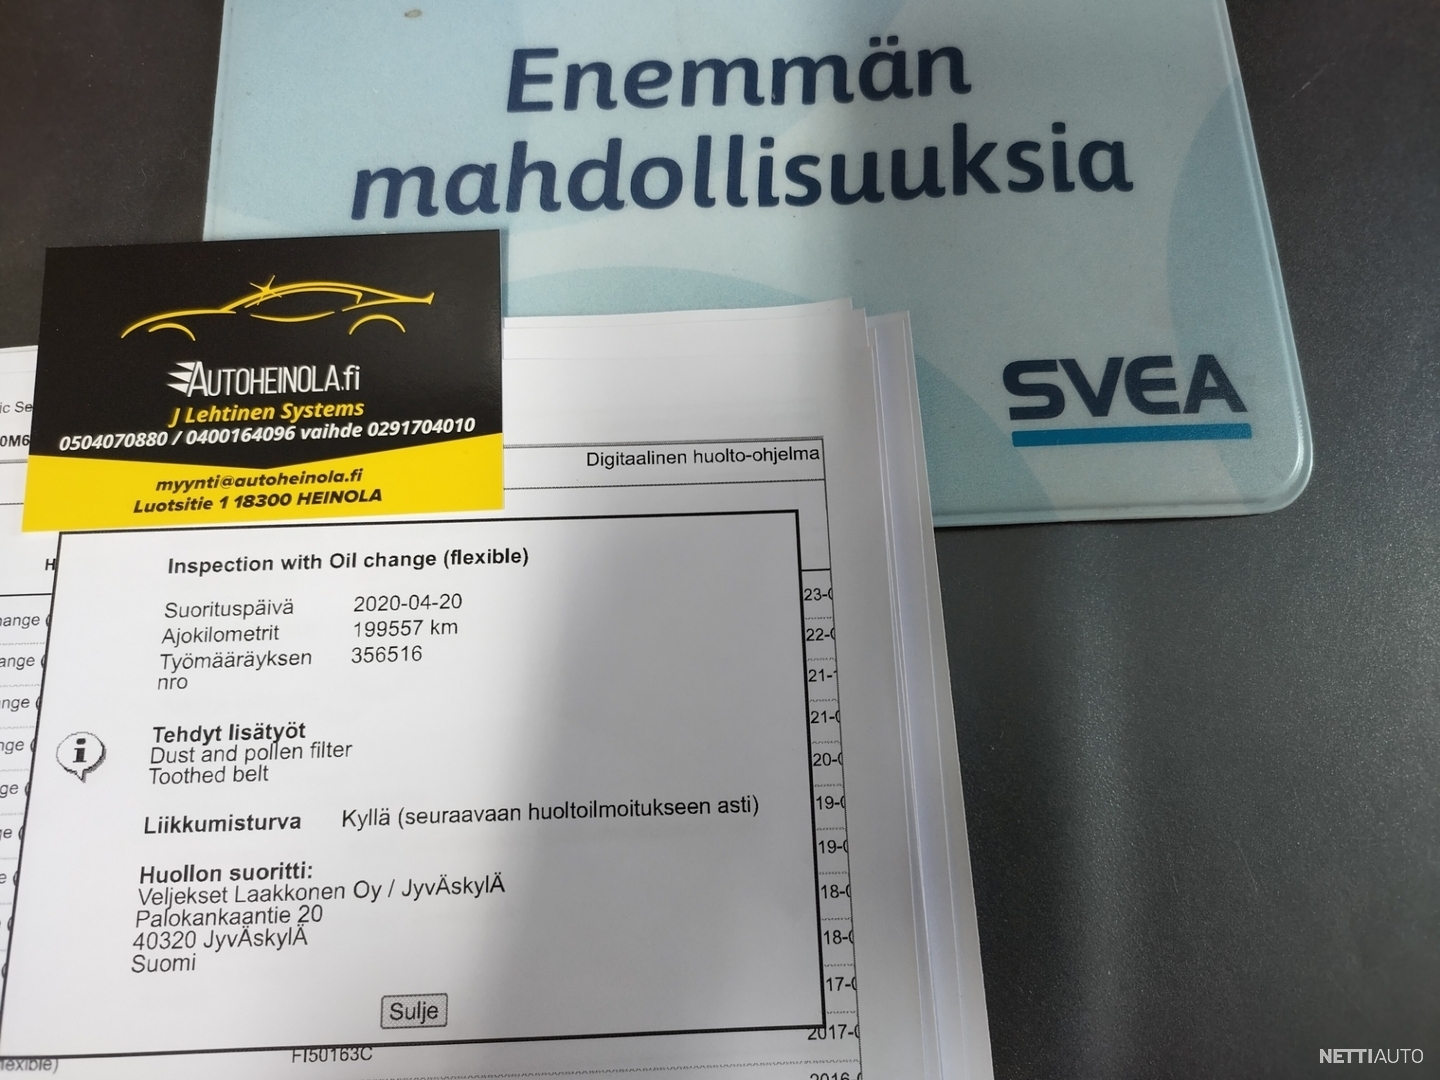 Enemmän
mahdollisuuksia
SVEA
AUTOHEINOLA.fi
J Lehtinen Systems
0504070880 / 0400164096 vaihde 0291704010
myynti@autoheinola.fi
Luotsitie 1 18300 HEINOLA
Digitaalinen huolto-ohjelma
Inspection with Oil change (flexible)
Suorituspäivä 2020-04-20
Ajokilometrit 199557 km
Työmääräyksen 356516
nro
Tehdyt lisätyöt
Dust and pollen filter
Toothed belt
Liikkumisturva Kyllä (seuraavaan huoltoilmoitukseen asti)
Huollon suoritti:
Veljekset Laakkonen Oy / JyvÄskylÄ
Palokankaantie 20
40320 JyvÄskylÄ
Suomi
Sulje
FI50163C
NETTIAUTO